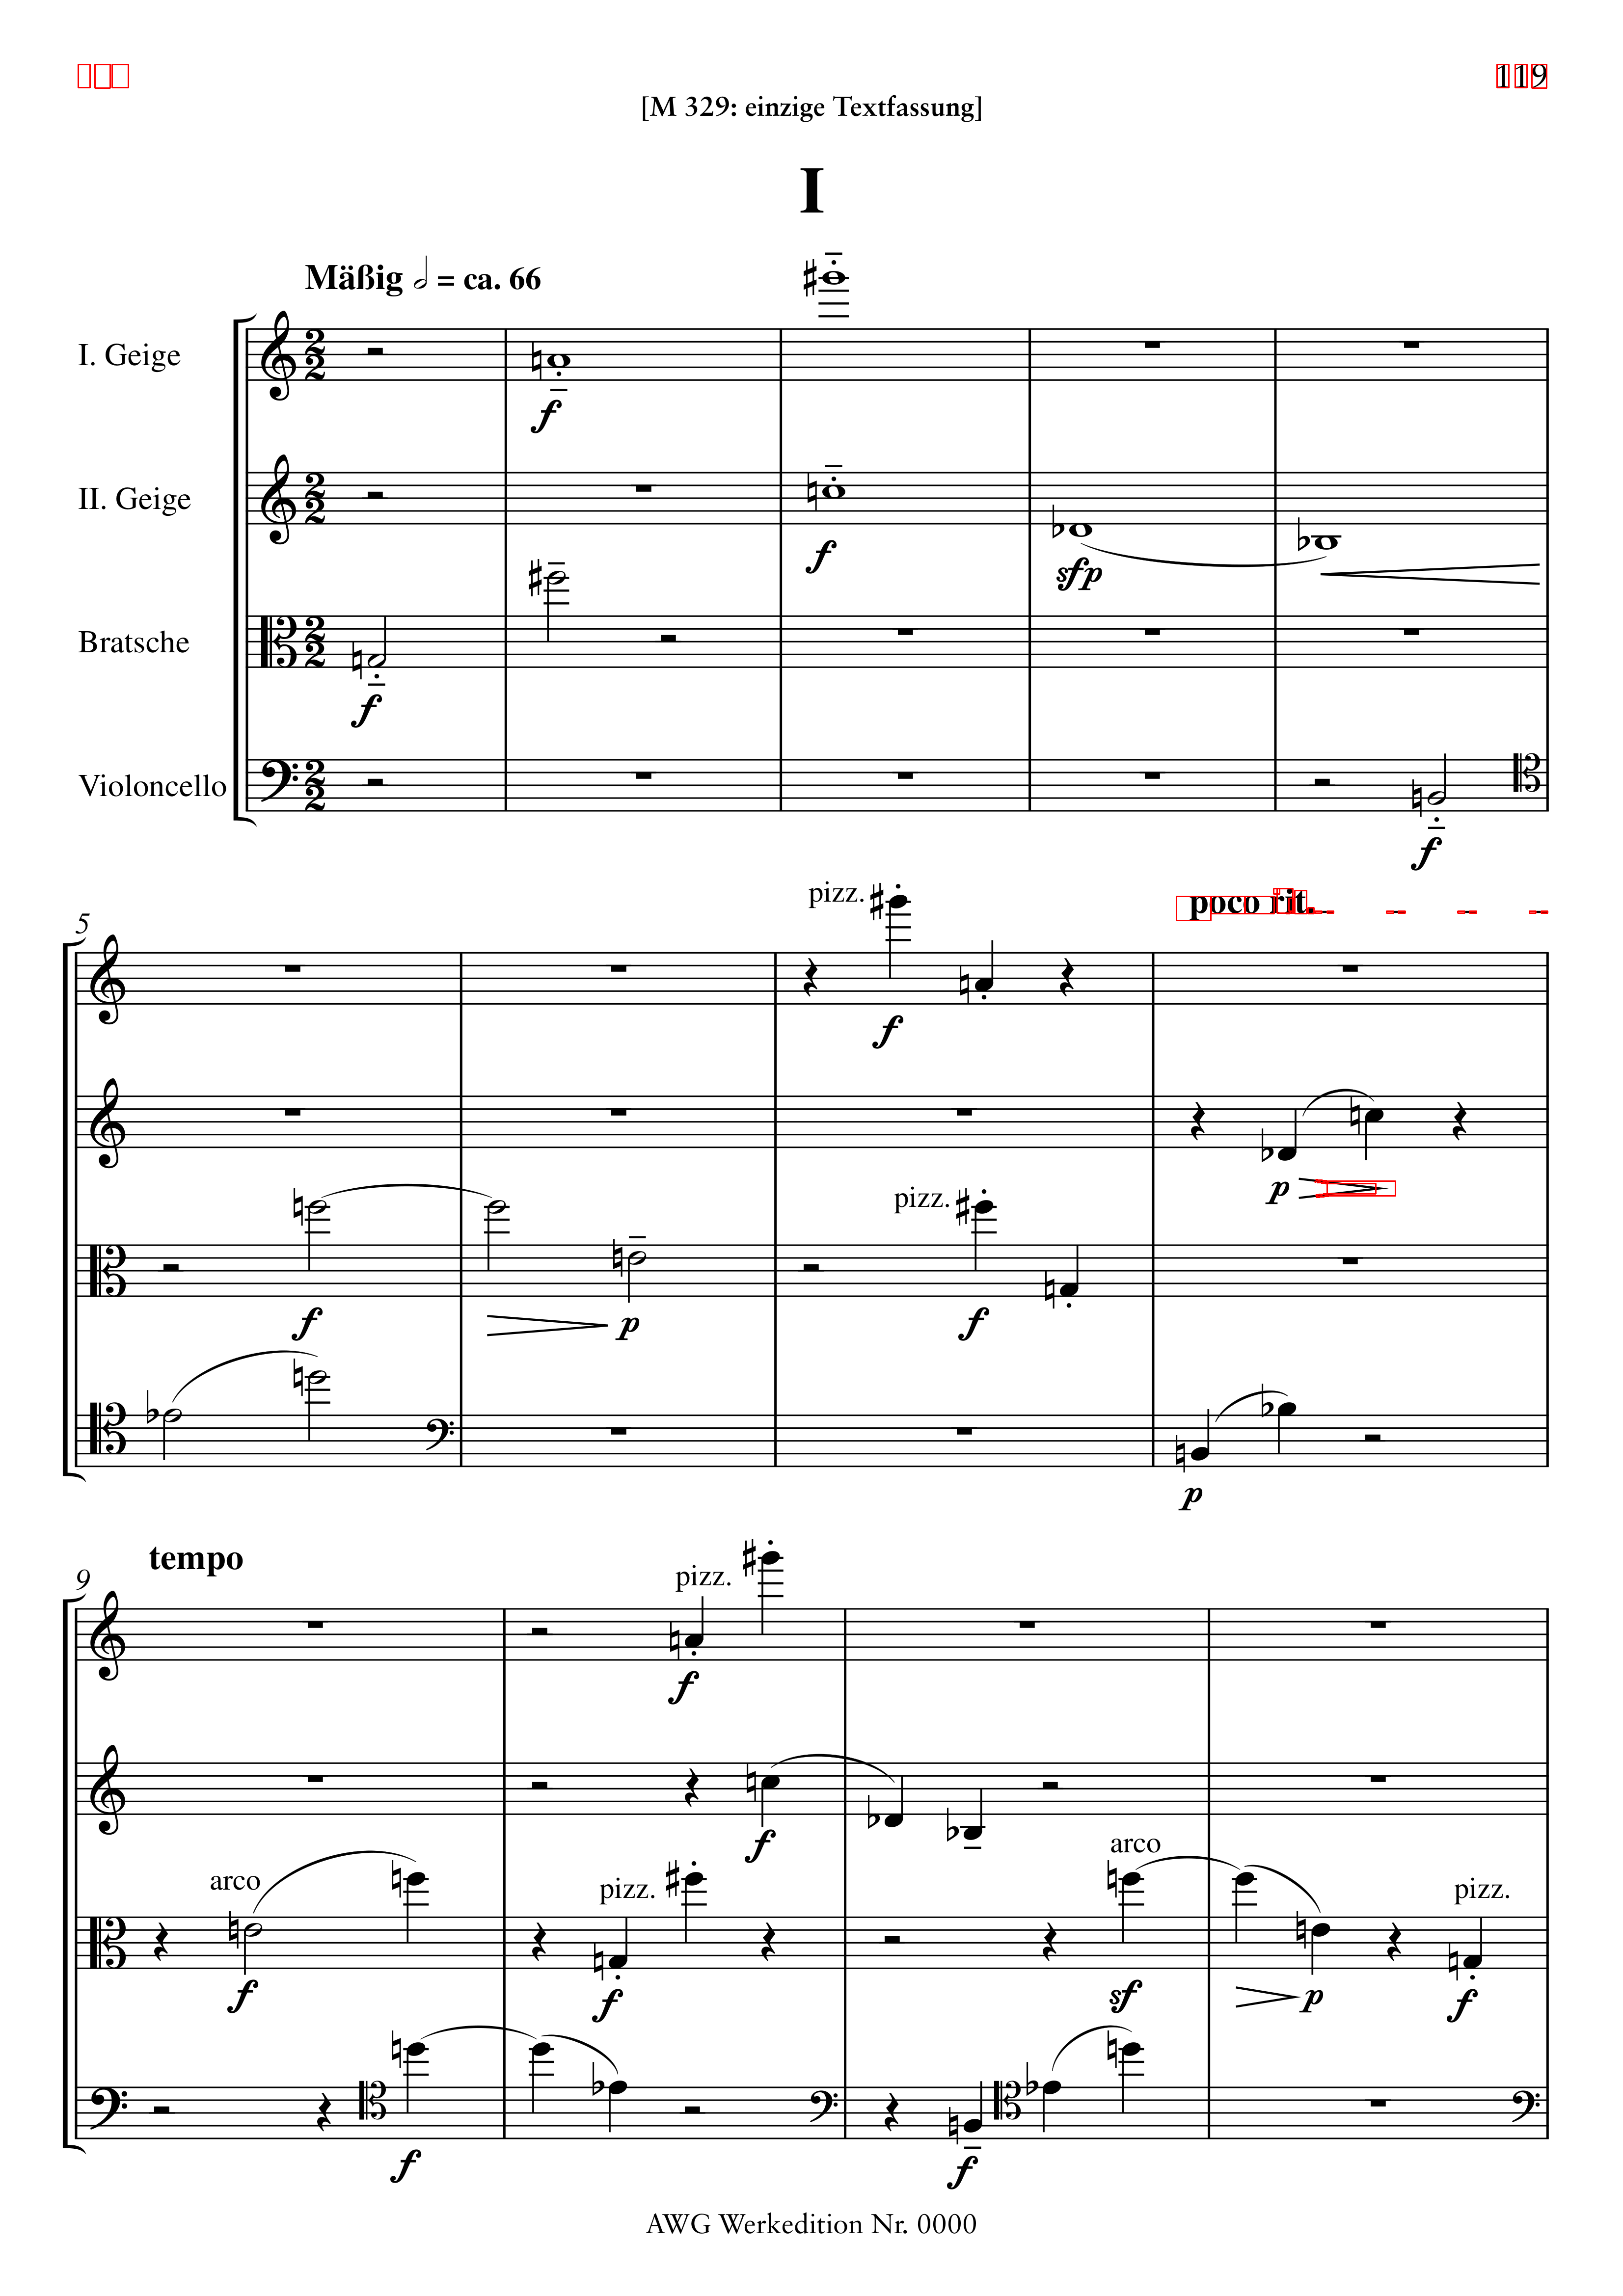 119
[M 329: einzige Textfassung]
I
Mäßig 𝅗𝅥 = ca. 66
I. Geige
f
II. Geige
f
sfp
Bratsche
f
Violoncello
f
5
pizz.
poco rit.
f
p
pizz.
f
p
f
p
9
tempo
pizz.
f
f
arco
arco
pizz.
pizz.
f
f
sf
p
f
f
f
AWG Werkedition Nr. 0000